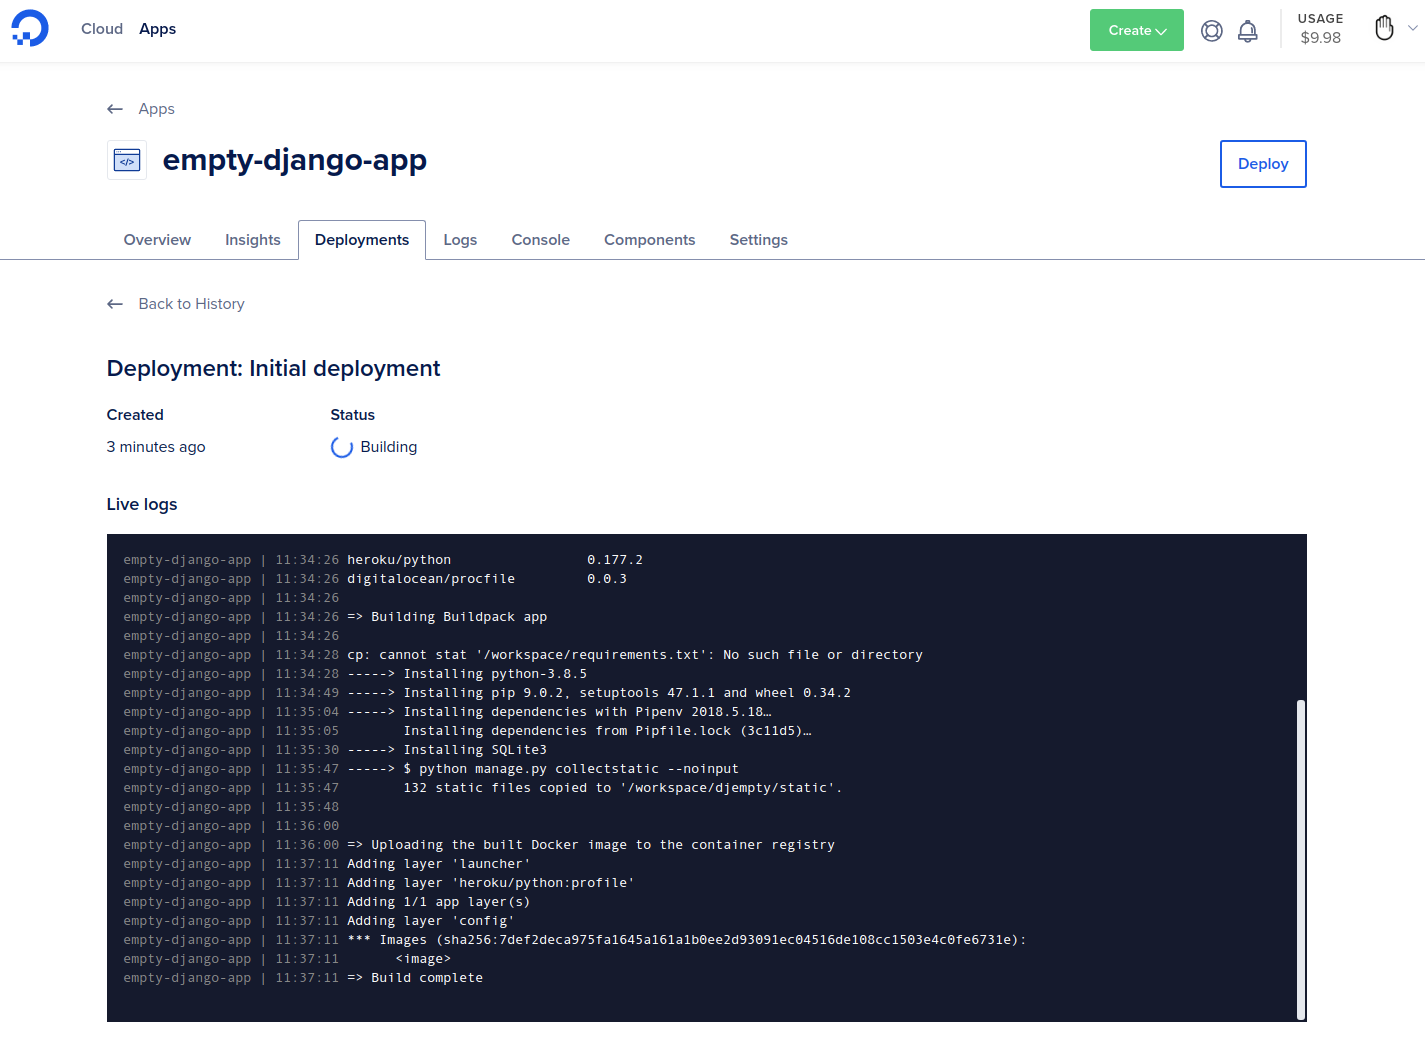 Cloud Apps Create USAGE
$9.98
← Apps
</> empty-django-app Deploy
Overview Insights Deployments Logs Console Components Settings
← Back to History
Deployment: Initial deployment
Created Status
3 minutes ago Building
Live logs
empty-django-app | 11:34:26 heroku/python 0.177.2
empty-django-app | 11:34:26 digitalocean/procfile 0.0.3
empty-django-app | 11:34:26
empty-django-app | 11:34:26 => Building Buildpack app
empty-django-app | 11:34:26
empty-django-app | 11:34:28 cp: cannot stat '/workspace/requirements.txt': No such file or directory
empty-django-app | 11:34:28 -----> Installing python-3.8.5
empty-django-app | 11:34:49 -----> Installing pip 9.0.2, setuptools 47.1.1 and wheel 0.34.2
empty-django-app | 11:35:04 -----> Installing dependencies with Pipenv 2018.5.18…
empty-django-app | 11:35:05 Installing dependencies from Pipfile.lock (3c11d5)…
empty-django-app | 11:35:30 -----> Installing SQLite3
empty-django-app | 11:35:47 -----> $ python manage.py collectstatic --noinput
empty-django-app | 11:35:47 132 static files copied to '/workspace/djempty/static'.
empty-django-app | 11:35:48
empty-django-app | 11:36:00
empty-django-app | 11:36:00 => Uploading the built Docker image to the container registry
empty-django-app | 11:37:11 Adding layer 'launcher'
empty-django-app | 11:37:11 Adding layer 'heroku/python:profile'
empty-django-app | 11:37:11 Adding 1/1 app layer(s)
empty-django-app | 11:37:11 Adding layer 'config'
empty-django-app | 11:37:11 *** Images (sha256:7def2deca975fa1645a161a1b0ee2d93091ec04516de108cc1503e4c0fe6731e):
empty-django-app | 11:37:11 <image>
empty-django-app | 11:37:11 => Build complete